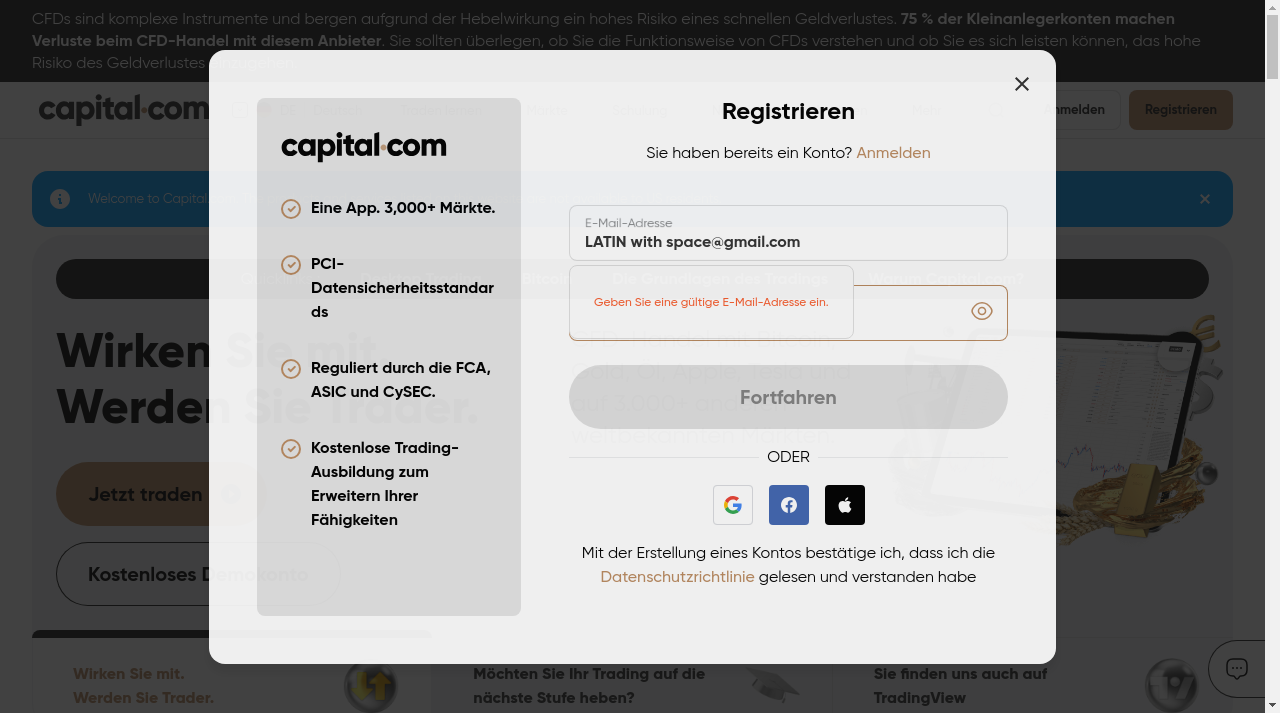 CFDs sind komplexe Instrumente und bergen aufgrund der Hebelwirkung ein hohes Risiko eines schnellen Geldverlustes. 75 % der Kleinanlegerkonten machen
Verluste beim CFD-Handel mit diesem Anbieter. Sie sollten überlegen, ob Sie die Funktionsweise von CFDs verstehen und ob Sie es sich leisten können, das hohe
Risiko des Geldverlustes
capital.com
Anmelden
Registrieren
Welcome to Capital
Wirken Sie mit.
Werden Sie Trader.
Jetzt traden
Kostenloses Demokonto
capital.com
Eine App. 3,000+ Märkte.
PCI-
Datensicherheitsstandar
ds
Reguliert durch die FCA,
ASIC und CySEC.
Kostenlose Trading-
Ausbildung zum
Erweitern Ihrer
Fähigkeiten
Registrieren
Sie haben bereits ein Konto? Anmelden
E-Mail-Adresse
LATIN with space@gmail.com
Geben Sie eine gültige E-Mail-Adresse ein.
Fortfahren
ODER
Mit der Erstellung eines Kontos bestätige ich, dass ich die
Datenschutzrichtlinie gelesen und verstanden habe
Wirken Sie mit.
Werden Sie Trader.
Möchten Sie Ihr Trading auf die
nächste Stufe heben?
Sie finden uns auch auf
TradingView